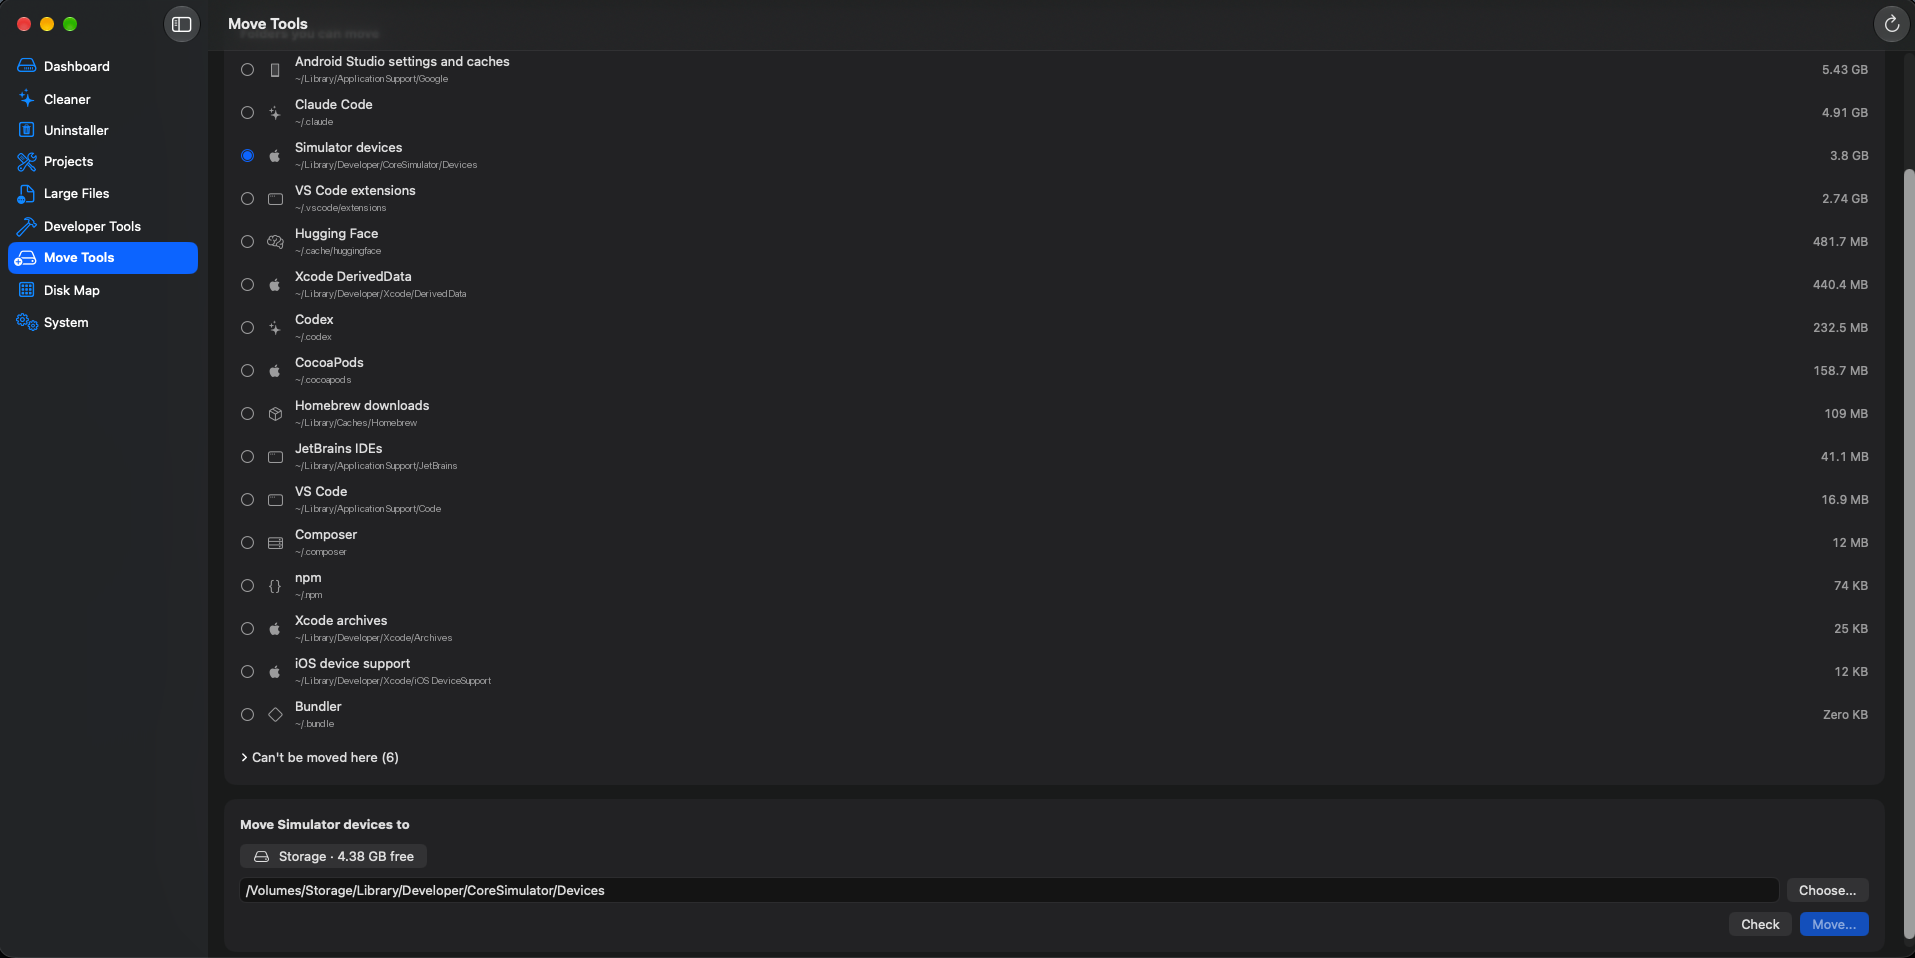 Move Tools
Folders you can move
Dashboard
Cleaner
Uninstaller
Projects
Large Files
Developer Tools
Move Tools
Disk Map
System
Android Studio settings and caches
~/Library/Application Support/Google
5.43 GB
Claude Code
~/.claude
4.91 GB
Simulator devices
~/Library/Developer/CoreSimulator/Devices
3.8 GB
VS Code extensions
~/.vscode/extensions
2.74 GB
Hugging Face
~/.cache/huggingface
481.7 MB
Xcode DerivedData
~/Library/Developer/Xcode/DerivedData
440.4 MB
Codex
~/.codex
232.5 MB
CocoaPods
~/.cocoapods
158.7 MB
Homebrew downloads
~/Library/Caches/Homebrew
109 MB
JetBrains IDEs
~/Library/Application Support/JetBrains
41.1 MB
VS Code
~/Library/Application Support/Code
16.9 MB
Composer
~/.composer
12 MB
npm
~/.npm
74 KB
Xcode archives
~/Library/Developer/Xcode/Archives
25 KB
iOS device support
~/Library/Developer/Xcode/iOS DeviceSupport
12 KB
Bundler
~/.bundle
Zero KB
Can't be moved here (6)
Move Simulator devices to
Storage · 4.38 GB free
/Volumes/Storage/Library/Developer/CoreSimulator/Devices
Choose...
Check
Move...